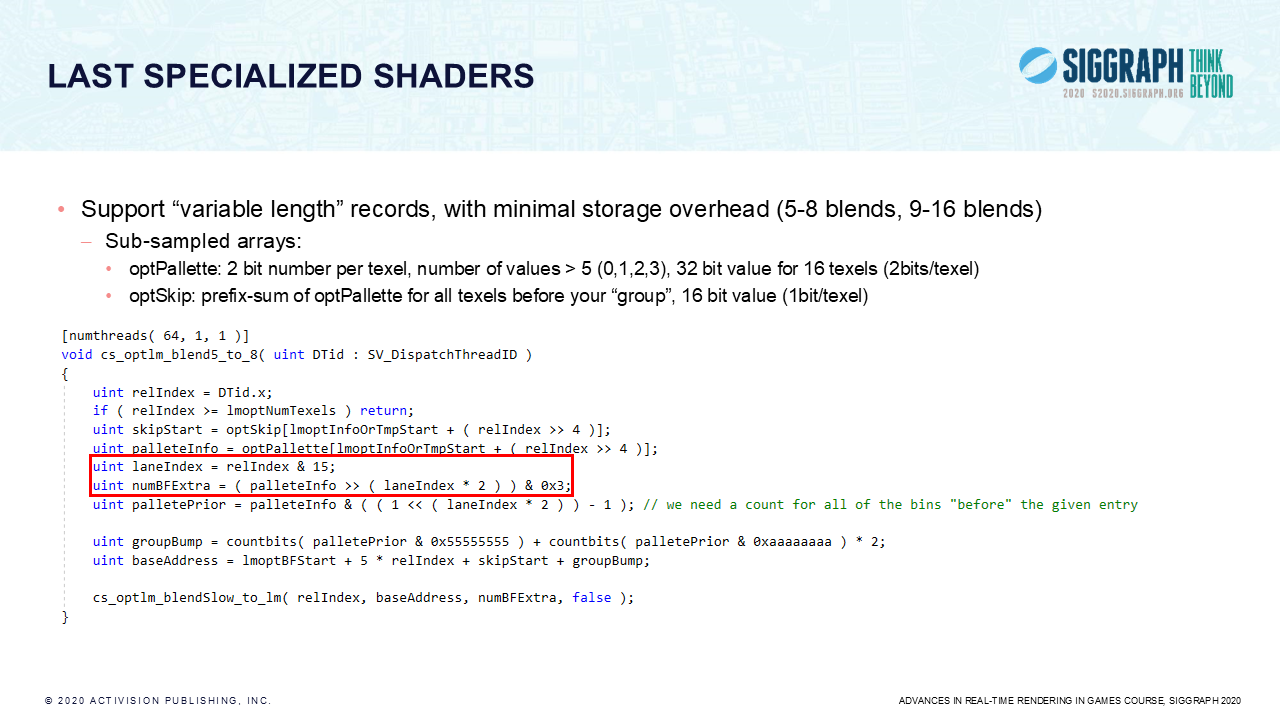 LAST SPECIALIZED SHADERS
SIGGRAPH THINK
2020 S2020.SIGGRAPH.ORG BEYOND
• Support “variable length” records, with minimal storage overhead (5-8 blends, 9-16 blends)
– Sub-sampled arrays:
• optPallette: 2 bit number per texel, number of values > 5 (0,1,2,3), 32 bit value for 16 texels (2bits/texel)
• optSkip: prefix-sum of optPallette for all texels before your “group”, 16 bit value (1bit/texel)
[numthreads( 64, 1, 1 )]
void cs_optlm_blend5_to_8( uint DTid : SV_DispatchThreadID )
{
uint relIndex = DTid.x;
if ( relIndex >= lmoptNumTexels ) return;
uint skipStart = optSkip[lmoptInfoOrTmpStart + ( relIndex >> 4 )];
uint palleteInfo = optPallette[lmoptInfoOrTmpStart + ( relIndex >> 4 )];
uint laneIndex = relIndex & 15;
uint numBFExtra = ( palleteInfo >> ( laneIndex * 2 ) ) & 0x3;
uint palletePrior = palleteInfo & ( ( 1 << ( laneIndex * 2 ) ) - 1 ); // we need a count for all of the bins "before" the given entry
uint groupBump = countbits( palletePrior & 0x55555555 ) + countbits( palletePrior & 0xaaaaaaaa ) * 2;
uint baseAddress = lmoptBFStart + 5 * relIndex + skipStart + groupBump;
cs_optlm_blendSlow_to_lm( relIndex, baseAddress, numBFExtra, false );
}
© 2020 ACTIVISION PUBLISHING, INC.
ADVANCES IN REAL-TIME RENDERING IN GAMES COURSE, SIGGRAPH 2020